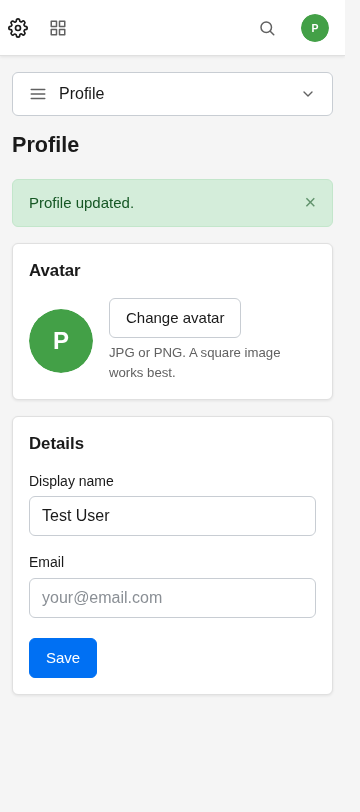 P
Profile
Profile
Profile updated.
Avatar
P
Change avatar
JPG or PNG. A square image
works best.
Details
Display name
Test User
Email
your@email.com
Save